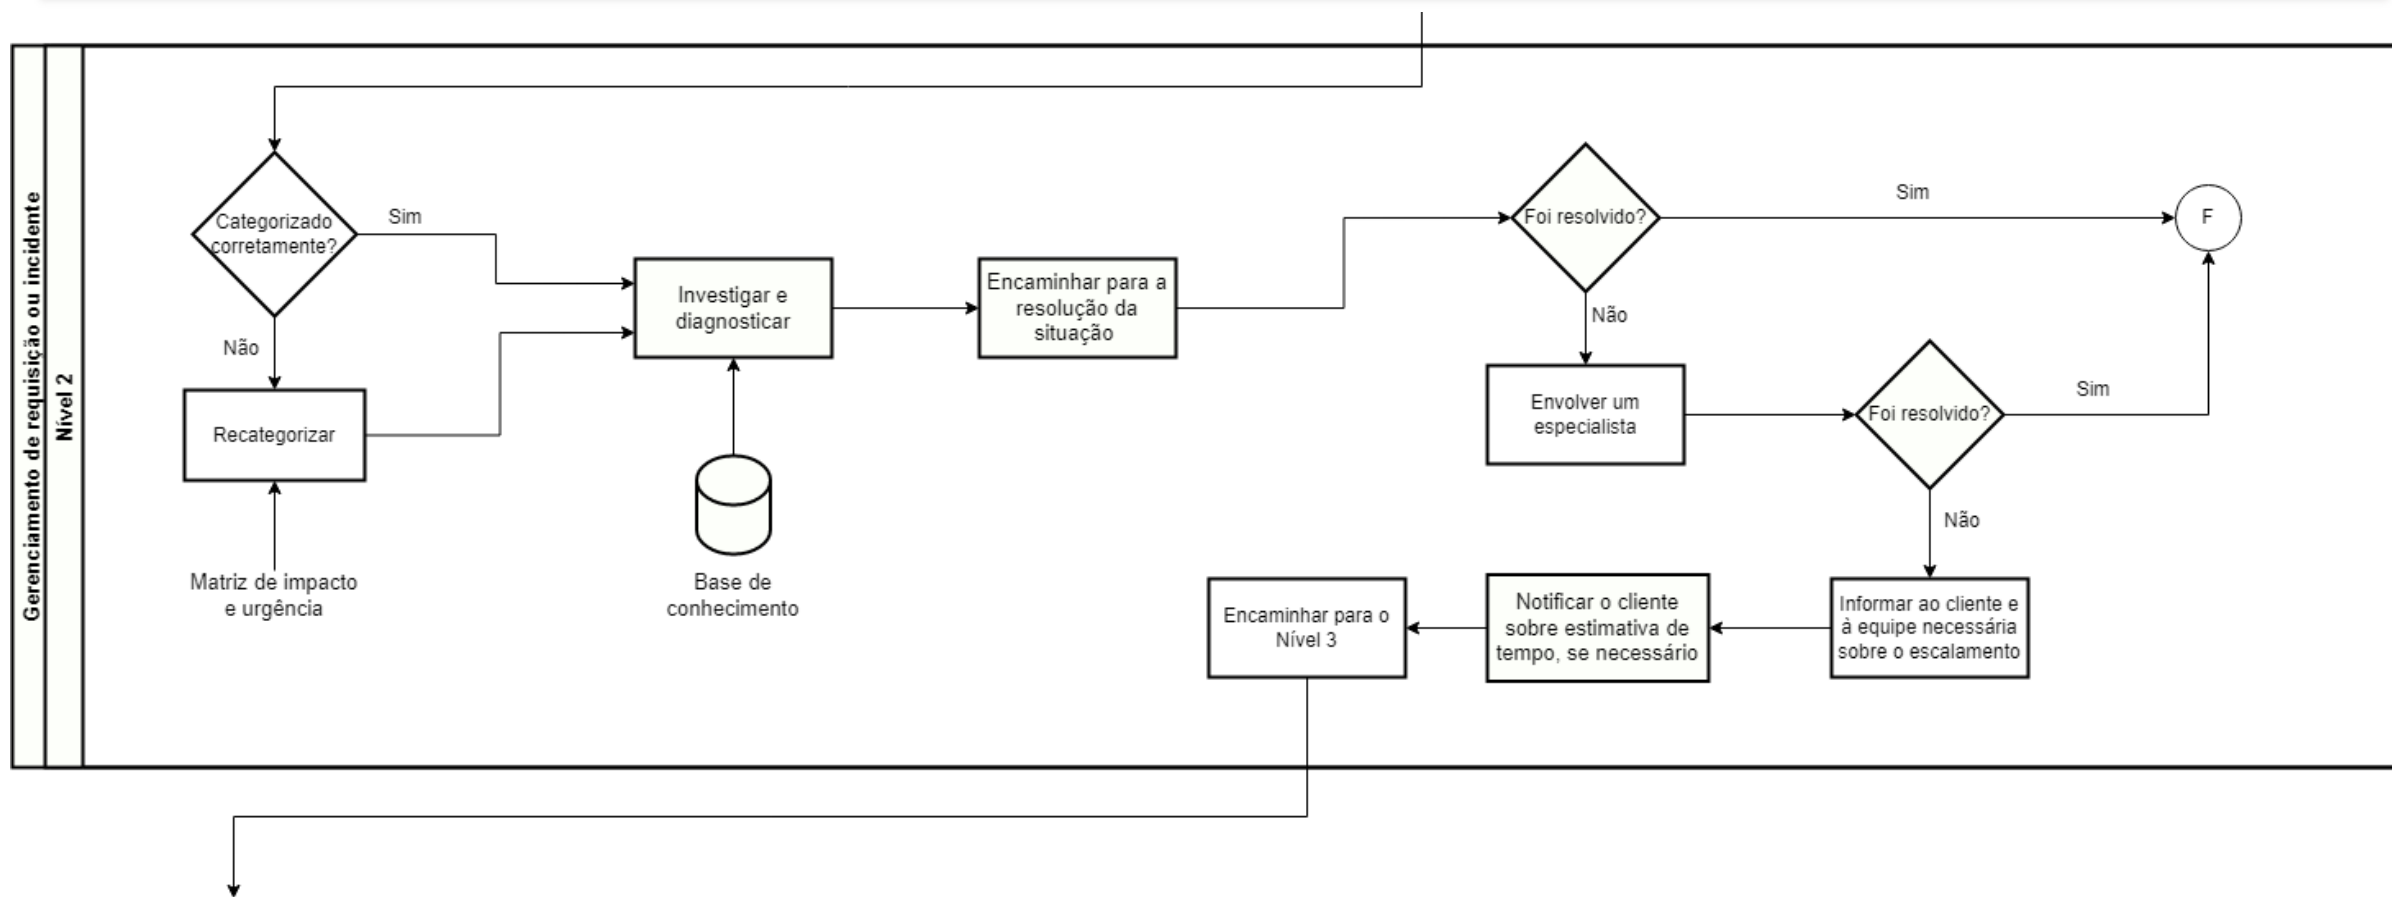 Gerenciamento de requisição ou incidente
Nível 2
Categorizado
corretamente?
Sim
Não
Recategorizar
Matriz de impacto
e urgência
Investigar e
diagnosticar
Base de
conhecimento
Encaminhar para a
resolução da
situação
Foi resolvido?
Sim
F
Não
Envolver um
especialista
Foi resolvido?
Sim
Não
Informar ao cliente e
à equipe necessária
sobre o escalamento
Notificar o cliente
sobre estimativa de
tempo, se necessário
Encaminhar para o
Nível 3